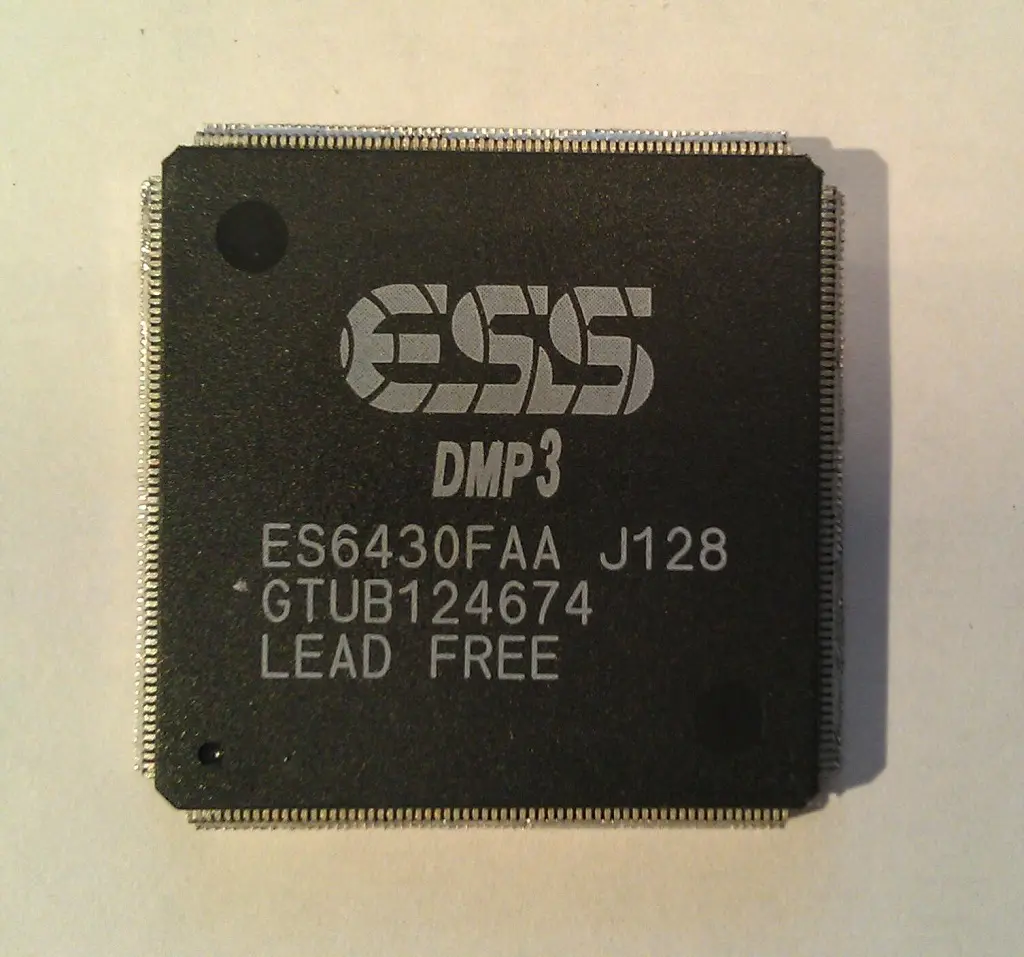 ESS
DMP3
ES6430FAA J128
GTUB124674
LEAD FREE